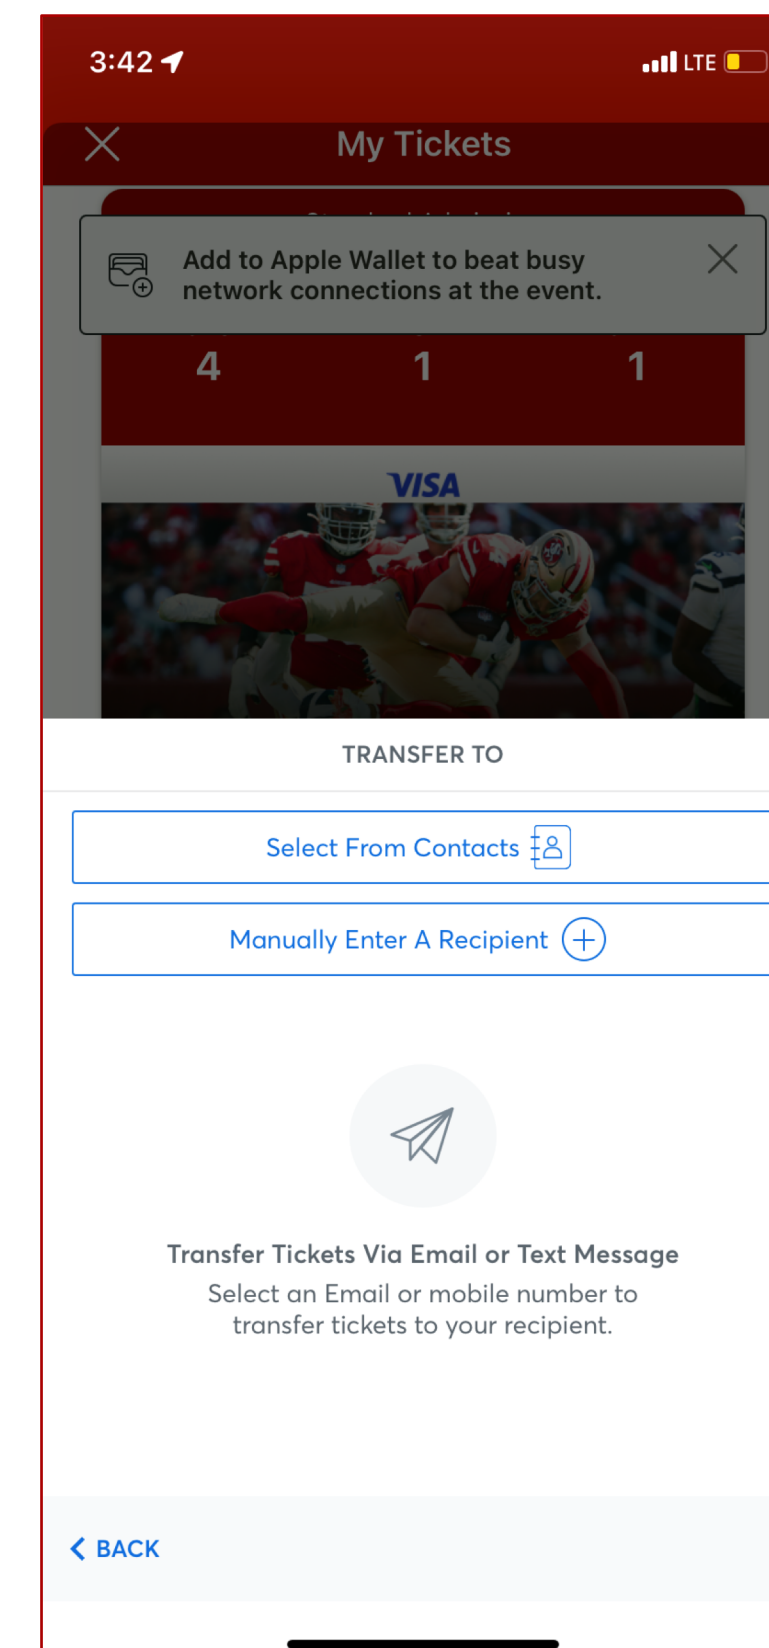 3:42
LTE
My Tickets
Add to Apple Wallet to beat busy
network connections at the event.
4 1 1
VISA
TRANSFER TO
Select From Contacts
Manually Enter A Recipient
Transfer Tickets Via Email or Text Message
Select an Email or mobile number to
transfer tickets to your recipient.
BACK